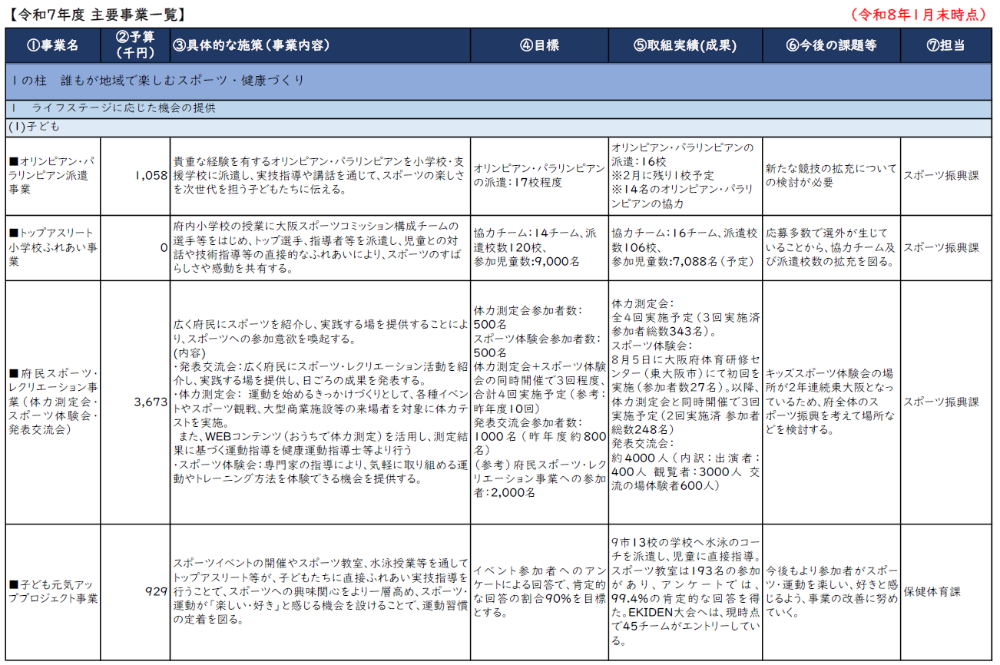 【令和7年度 主要事業一覧】
（令和8年1月末時点）
①事業名
②予算
（千円）
③具体的な施策（事業内容）
④目標
⑤取組実績(成果)
⑥今後の課題等
⑦担当
1の柱　誰もが地域で楽しむスポーツ・健康づくり
1　ライフステージに応じた機会の提供
(1)子ども
■オリンピアン・パ
ラリンピアン派遣
事業
1,058
貴重な経験を有するオリンピアン・パラリンピアンを小学校・支
援学校に派遣し、実技指導や講話を通じて、スポーツの楽しさ
を次世代を担う子どもたちに伝える。
オリンピアン・パラリンピアン
の派遣：17校程度
オリンピアン・パラリンピアンの
派遣：16校
※2月に残り1校予定
※14名のオリンピアン・パラリ
ンピアンの協力
新たな競技の拡充について
の検討が必要
スポーツ振興課
■トップアスリート
小学校ふれあい事
業
0
府内小学校の授業に大阪スポーツコミッション構成チームの
選手等をはじめ、トップ選手、指導者等を派遣し、児童との対
話や技術指導等の直接的なふれあいにより、スポーツのすば
らしさや感動を共有する。
協力チーム：14チーム、派
遣校数120校、
参加児童数：9,000名
協力チーム：16チーム、派遣校
数106校、
参加児童数：7,088名（予定）
応募多数で選外が生じて
いることから、協力チーム及
び派遣校数の拡充を図る。
スポーツ振興課
■府民スポーツ・
レクリエーション事
業（体力測定会・
スポーツ体験会・
発表交流会）
3,673
広く府民にスポーツを紹介し、実践する場を提供することによ
り、スポーツへの参加意欲を喚起する。
(内容)
・発表交流会：広く府民にスポーツ・レクリエーション活動を紹
介し、実践する場を提供し、日ごろの成果を発表する。
・体力測定会： 運動を始めるきっかけづくりとして、各種イベン
トやスポーツ観戦、大型商業施設等の来場者を対象に体力テ
ストを実施。
また、WEBコンテンツ（おうちで体力測定）を活用し、測定結
果に基づく運動指導を健康運動指導士等より行う
・スポーツ体験会：専門家の指導により、気軽に取り組める運
動やトレーニング方法を体験できる機会を提供する。
体力測定会参加者数：
500名
スポーツ体験会参加者数：
500名
体力測定会＋スポーツ体験
会の同時開催で3回程度、
合計4回実施予定（参考：
昨年度10回）
発表交流会参加者数：
1000名（昨年度約800
名）
（参考）府民スポーツ・レク
リエーション事業への参加
者：2,000名
体力測定会：
全4回実施予定（3回実施済
参加者総数343名）。
スポーツ体験会：
8月5日に大阪府体育研修セ
ンター（東大阪市）にて初回を
実施（参加者数27名）。以降、
体力測定会と同時開催で3回
実施予定（2回実施済 参加者
総数248名）
発表交流会：
約4000人（内訳：出演者：
400人 観覧者：3000人 交
流の場体験者600人）
キッズスポーツ体験会の場
所が2年連続東大阪となっ
ているため、府全体のス
ポーツ振興を考えて場所な
どを検討する。
スポーツ振興課
■子ども元気アッ
ププロジェクト事業
929
スポーツイベントの開催やスポーツ教室、水泳授業等を通して
トップアスリート等が、子どもたちに直接ふれあい実技指導を
行うことで、スポーツへの興味関心をより一層高め、スポーツ・
運動が「楽しい・好き」と感じる機会を設けることで、運動習慣
の定着を図る。
イベント参加者へのアン
ケートによる回答で、肯定的
な回答の割合90%を目標
とする。
9市13校の学校へ水泳のコー
チを派遣し、児童に直接指導。
スポーツ教室は193名の参加
があり、アンケートでは、
99.4%の肯定的な回答を得
た。EKIDEN大会へは、現時点
で45チームがエントリーしてい
る。
今後もより参加者がスポー
ツ・運動を楽しい、好きと感
じるよう、事業の改善に努め
ていく。
保健体育課